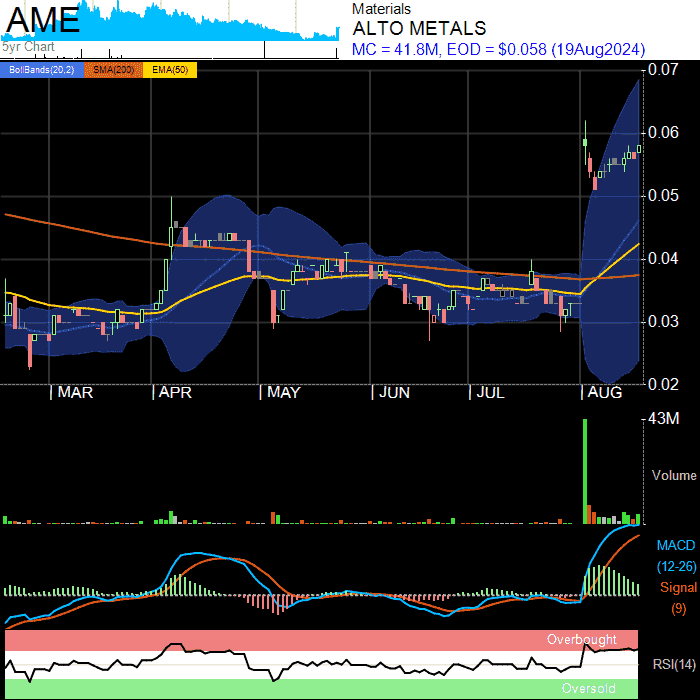 AME
5yr Chart
Materials
ALTO METALS
MC = 41.8M, EOD = $0.058 (19Aug2024)
BollBands(20,2) SMA(200) EMA(50)
0.07
0.06
0.05
0.04
0.03
0.02
MAR APR MAY JUN JUL AUG
43M
Volume
MACD
(12-26)
Signal
(9)
Overbought
RSI(14)
Oversold